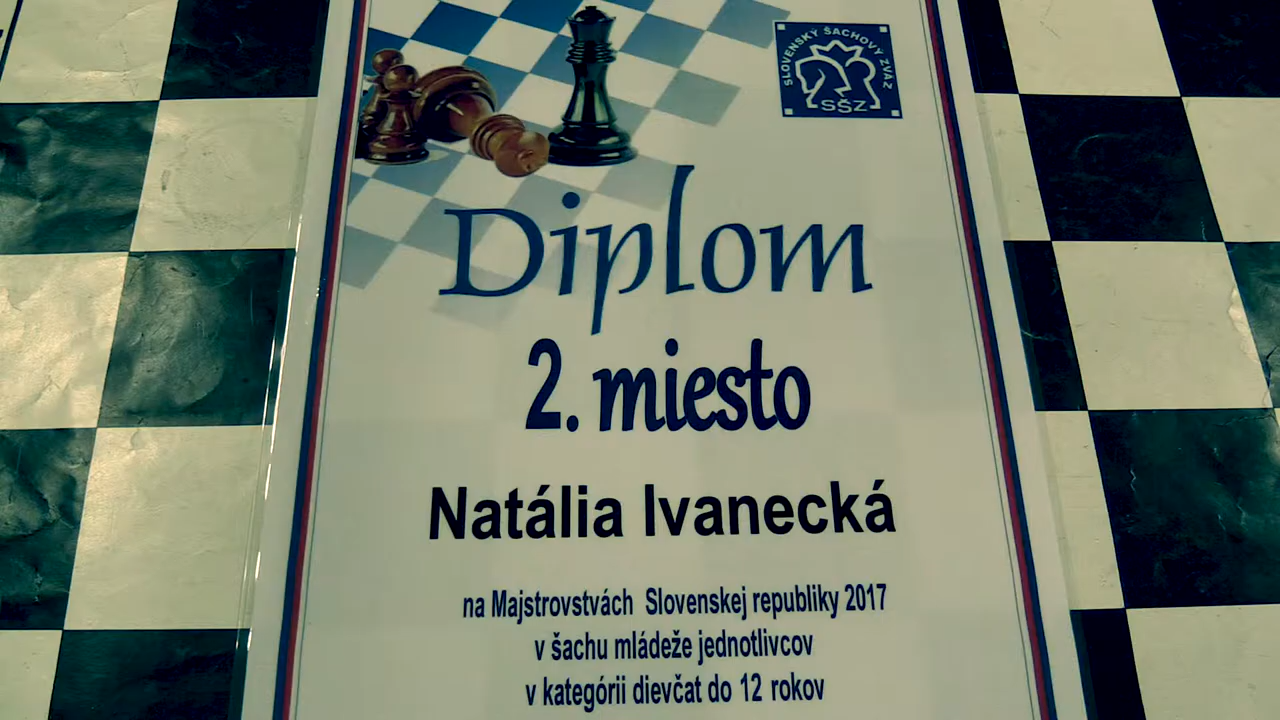 SLOVENSKÝ ŠACHOVÝ ZVÄZ
SŠZ
Diplom
2. miesto
Natália Ivanecká
na Majstrovstvách Slovenskej republiky 2017
v šachu mládeže jednotlivcov
v kategórii dievčat do 12 rokov